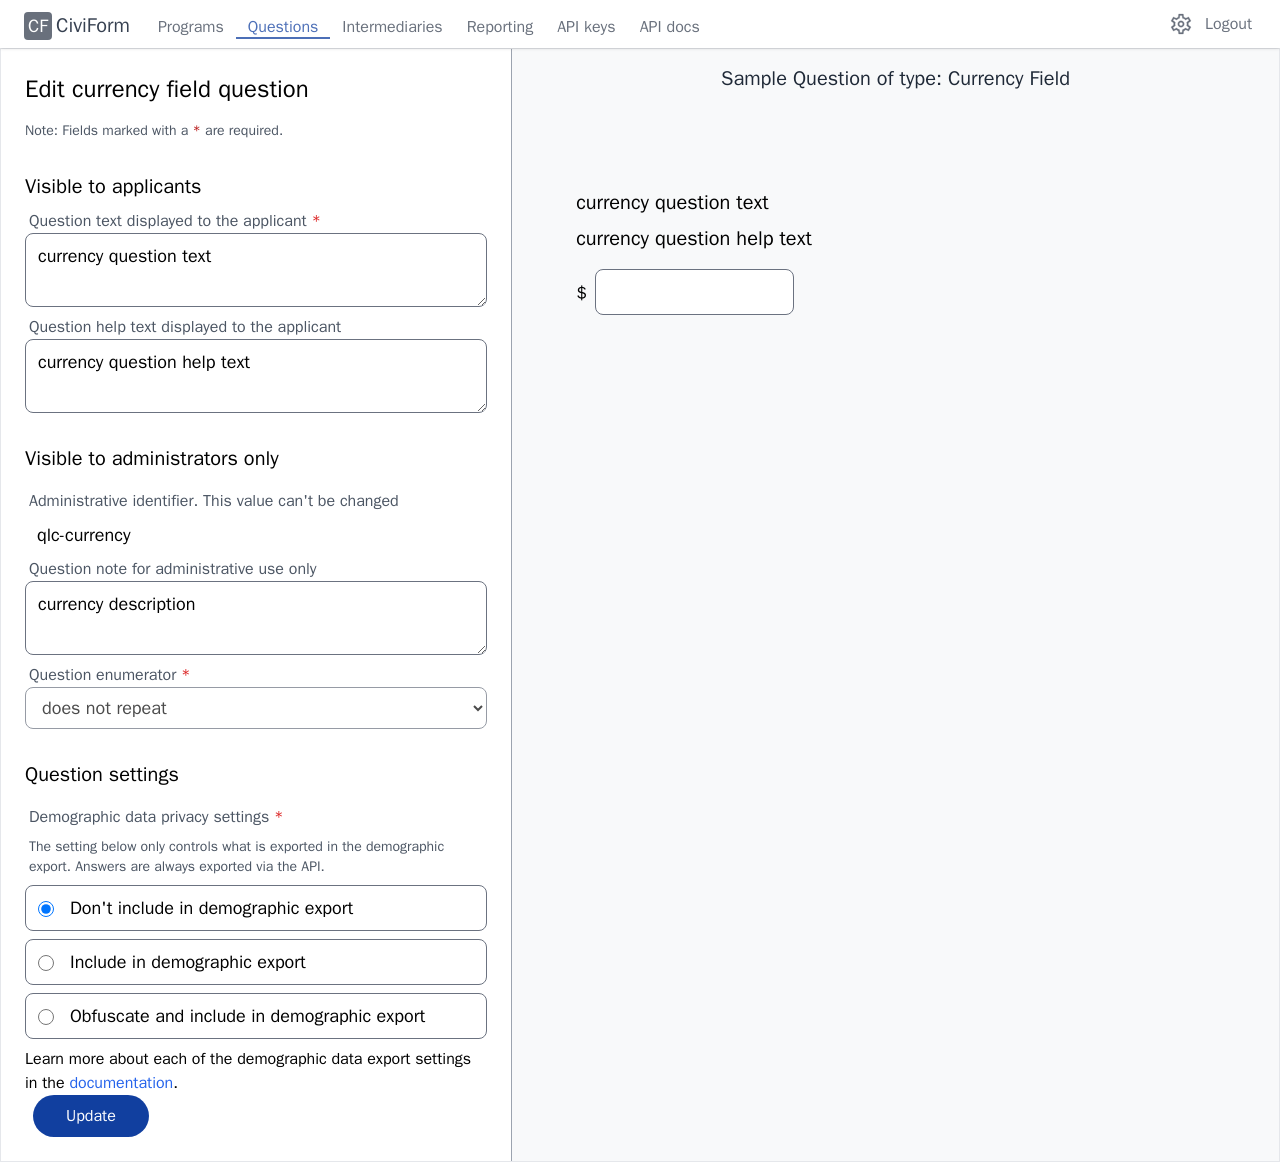 CF CiviForm Programs Questions Intermediaries Reporting API keys API docs Logout
Edit currency field question
Note: Fields marked with a * are required.
Visible to applicants
Question text displayed to the applicant *
currency question text
Question help text displayed to the applicant
currency question help text
Visible to administrators only
Administrative identifier. This value can't be changed
qlc-currency
Question note for administrative use only
currency description
Question enumerator *
does not repeat
Question settings
Demographic data privacy settings *
The setting below only controls what is exported in the demographic
export. Answers are always exported via the API.
Don't include in demographic export
Include in demographic export
Obfuscate and include in demographic export
Learn more about each of the demographic data export settings
in the documentation.
Update
Sample Question of type: Currency Field
currency question text
currency question help text
$